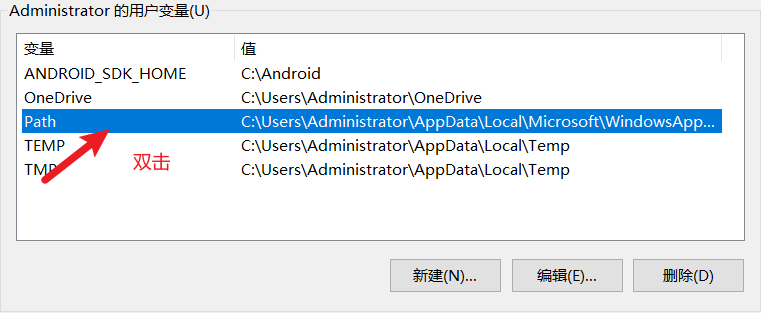 Administrator 的用户变量(U)
变量 值
ANDROID_SDK_HOME C:\Android
OneDrive C:\Users\Administrator\OneDrive
Path C:\Users\Administrator\AppData\Local\Microsoft\WindowsApp...
TEMP C:\Users\Administrator\AppData\Local\Temp
双击
TMP C:\Users\Administrator\AppData\Local\Temp
新建(N)... 编辑(E)... 删除(D)